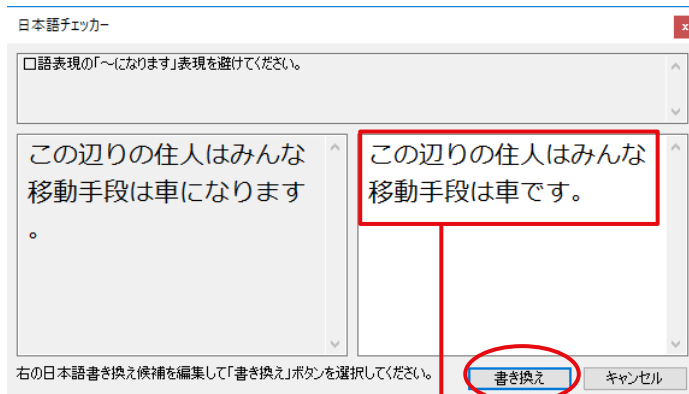 日本語チェッカー
x
口語表現の「～になります」表現を避けてください。
この辺りの住人はみんな
移動手段は車になります
。
この辺りの住人はみんな
移動手段は車です。
右の日本語書き換え候補を編集して「書き換え」ボタンを選択してください。
書き換え
キャンセル